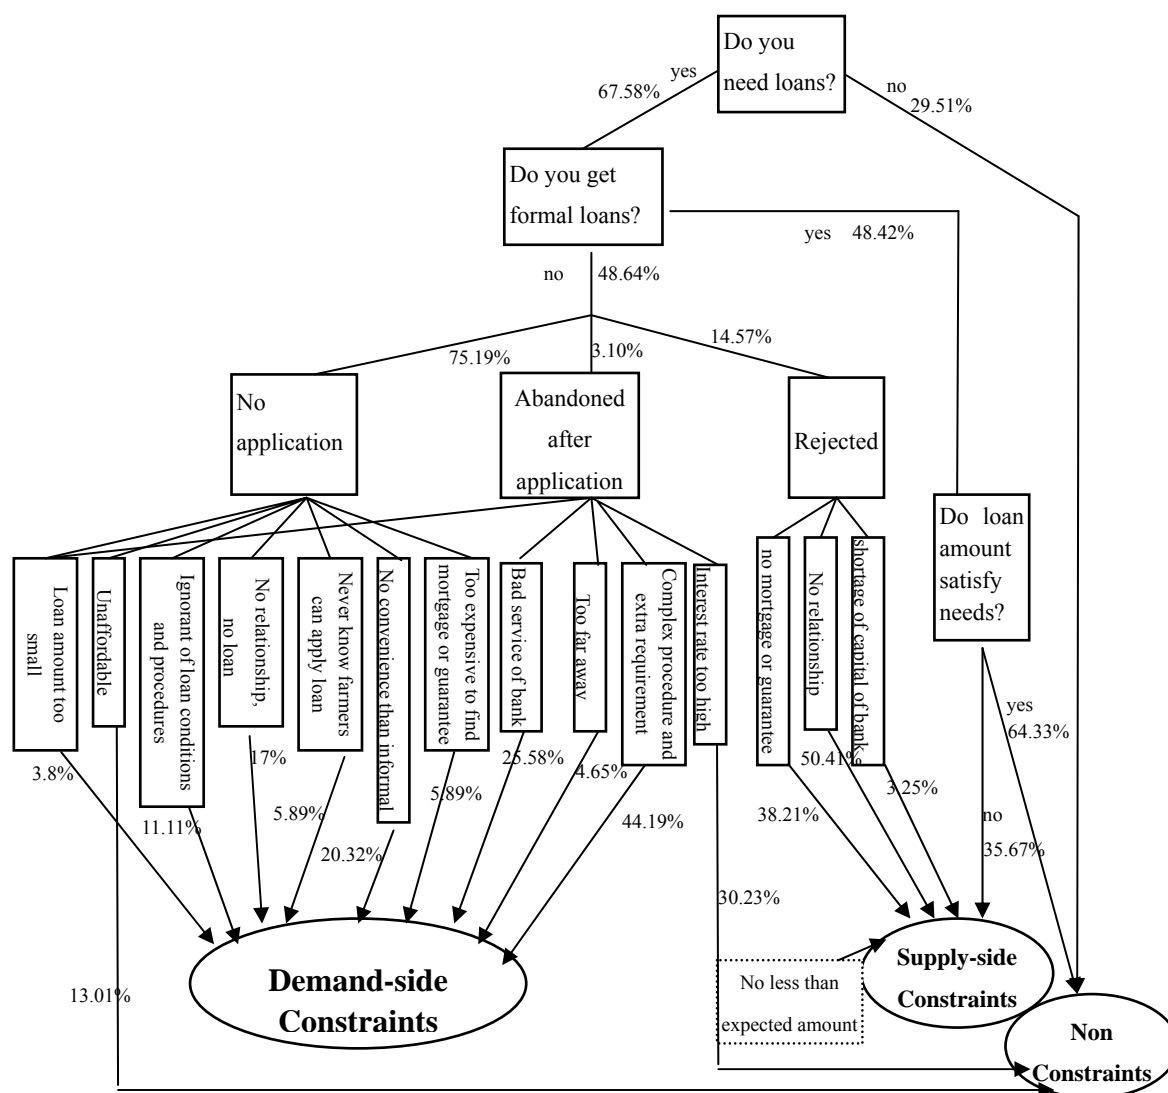 Do you
need loans?
yes
67.58%
no
29.51%
Do you get
formal loans?
yes 48.42%
no 48.64%
75.19%
3.10%
14.57%
No
application
Abandoned
after
application
Rejected
Do loan
amount
satisfy
needs?
Loan amount too
small
Unaffordable
Ignorant of loan conditions
and procedures
No relationship,
no loan
Never know farmers
can apply loan
No convenience than informal
Too expensive to find
mortgage or guarantee
Bad service of bank
Too far away
Complex procedure and
extra requirement
Interest rate too high
no mortgage or guarantee
No relationship
shortage of capital of bank
yes
64.33%
no
35.67%
3.8%
11.11%
17%
5.89%
20.32%
5.89%
25.58%
4.65%
44.19%
38.21%
50.41%
3.25%
30.23%
13.01%
Demand-side
Constraints
No less than
expected amount
Supply-side
Constraints
Non
Constraints